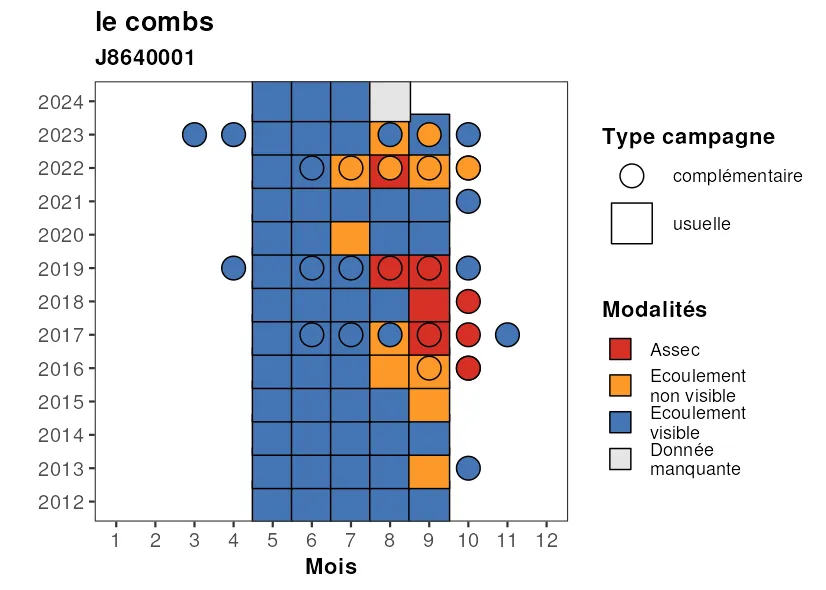 le combs
J8640001
2024
2023
2022
2021
2020
2019
2018
2017
2016
2015
2014
2013
2012
1 2 3 4 5 6 7 8 9 10 11 12
Mois
Type campagne
complémentaire
usuelle
Modalités
Assec
Ecoulement
non visible
Ecoulement
visible
Donnée
manquante